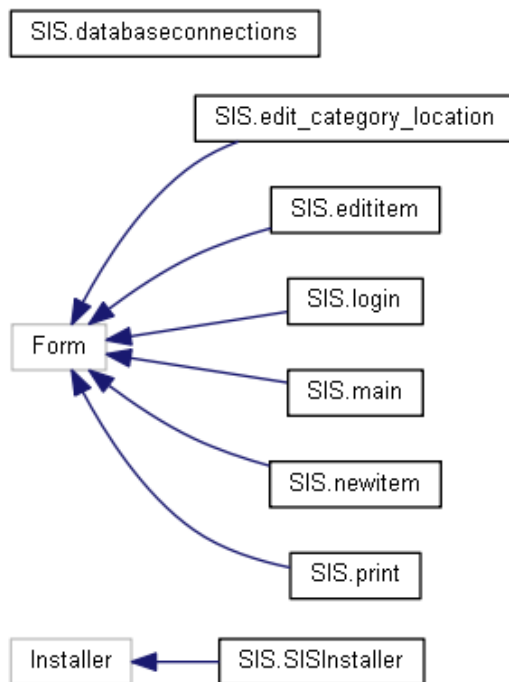 SIS.databaseconnections
SIS.edit_category_location
SIS.edititem
SIS.login
Form
SIS.main
SIS.newitem
SIS.print
Installer
SIS.SISInstaller